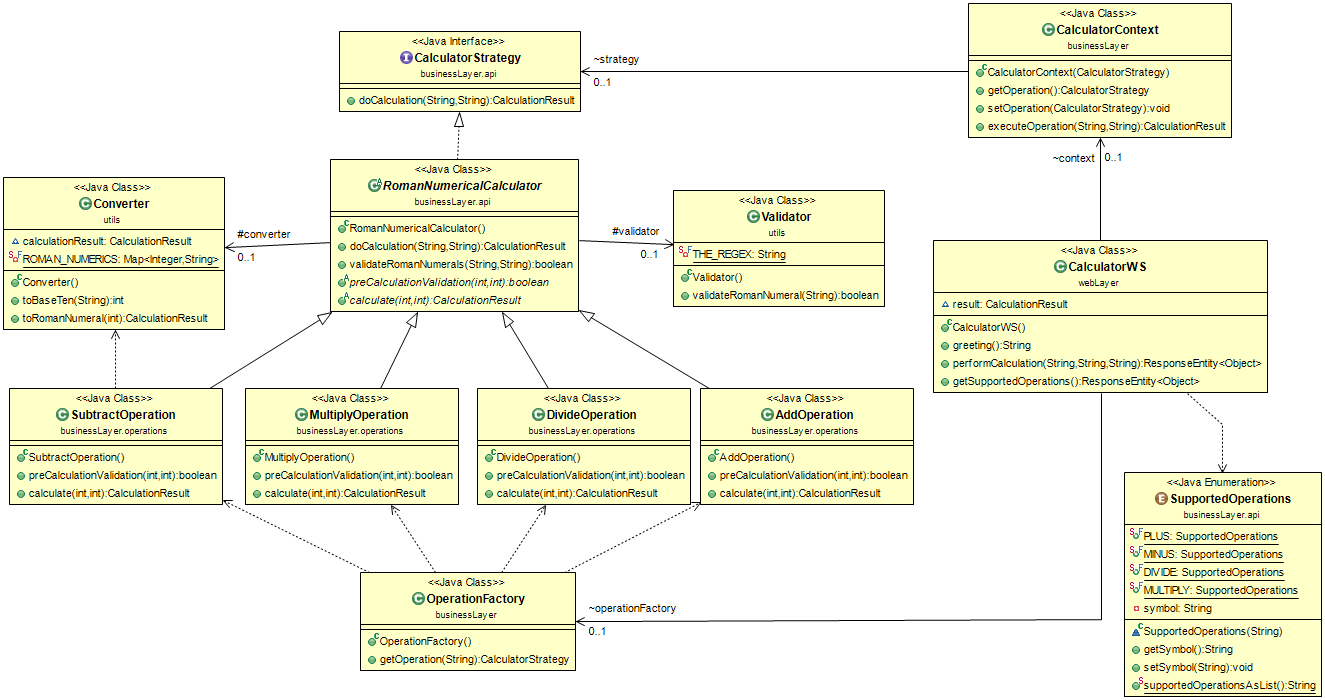 <<Java Interface>>
CalculatorStrategy
businessLayer.api
doCalculation(String,String):CalculationResult
~strategy
0..1
<<Java Class>>
CalculatorContext
businessLayer
CalculatorContext(CalculatorStrategy)
getOperation():CalculatorStrategy
setOperation(CalculatorStrategy):void
executeOperation(String,String):CalculationResult
~context
0..1
<<Java Class>>
Converter
utils
calculationResult: CalculationResult
ROMAN_NUMERICS: Map<Integer,String>
Converter()
toBaseTen(String):int
toRomanNumeral(int):CalculationResult
#converter
0..1
<<Java Class>>
RomanNumericalCalculator
businessLayer.api
RomanNumericalCalculator()
doCalculation(String,String):CalculationResult
validateRomanNumerals(String,String):boolean
preCalculationValidation(int,int):boolean
calculate(int,int):CalculationResult
#validator
0..1
<<Java Class>>
Validator
utils
THE_REGEX: String
Validator()
validateRomanNumeral(String):boolean
<<Java Class>>
CalculatorWS
webLayer
result: CalculationResult
CalculatorWS()
greeting():String
performCalculation(String,String,String):ResponseEntity<Object>
getSupportedOperations():ResponseEntity<Object>
<<Java Class>>
SubtractOperation
businessLayer.operations
SubtractOperation()
preCalculationValidation(int,int):boolean
calculate(int,int):CalculationResult
<<Java Class>>
MultiplyOperation
businessLayer.operations
MultiplyOperation()
preCalculationValidation(int,int):boolean
calculate(int,int):CalculationResult
<<Java Class>>
DivideOperation
businessLayer.operations
DivideOperation()
preCalculationValidation(int,int):boolean
calculate(int,int):CalculationResult
<<Java Class>>
AddOperation
businessLayer.operations
AddOperation()
preCalculationValidation(int,int):boolean
calculate(int,int):CalculationResult
<<Java Class>>
OperationFactory
businessLayer
OperationFactory()
getOperation(String):CalculatorStrategy
~operationFactory
0..1
<<Java Enumeration>>
SupportedOperations
businessLayer.api
PLUS: SupportedOperations
MINUS: SupportedOperations
DIVIDE: SupportedOperations
MULTIPLY: SupportedOperations
symbol: String
SupportedOperations(String)
getSymbol():String
setSymbol(String):void
supportedOperationsAsList():String